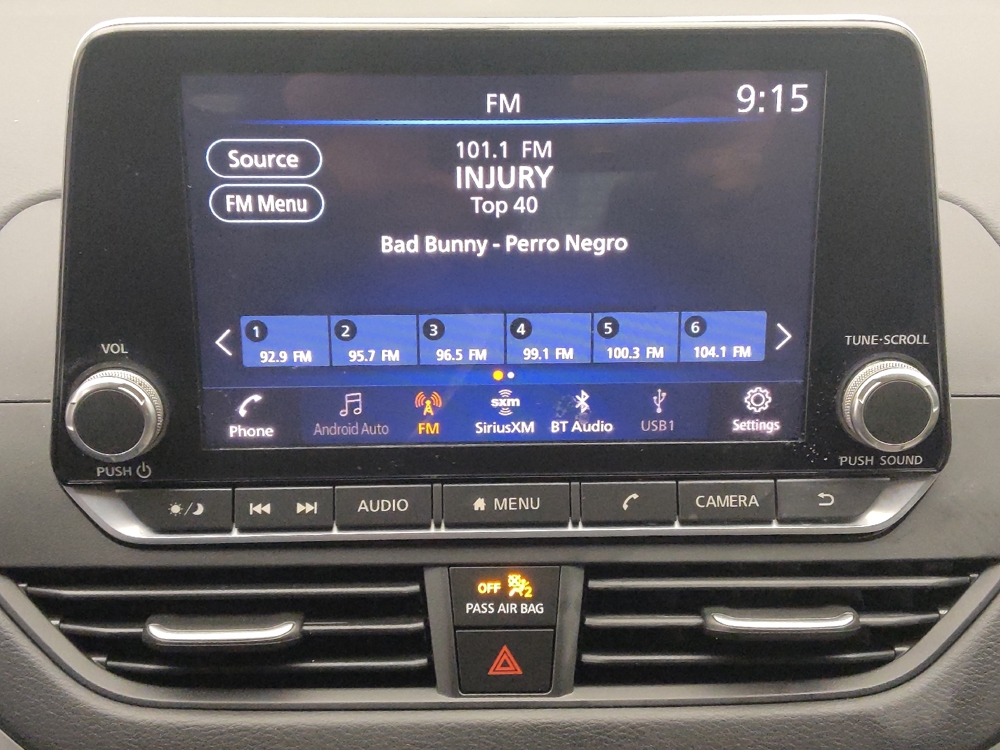 FM
9:15
Source
101.1 FM
INJURY
FM Menu
Top 40
Bad Bunny - Perro Negro
1 2 3 4 5 6
92.9 FM 95.7 FM 96.5 FM 99.1 FM 100.3 FM 104.1 FM
VOL
TUNE·SCROLL
sxm
Phone Android Auto FM SiriusXM BT Audio USB1 Settings
PUSH
PUSH SOUND
AUDIO MENU CAMERA
OFF 2
PASS AIR BAG